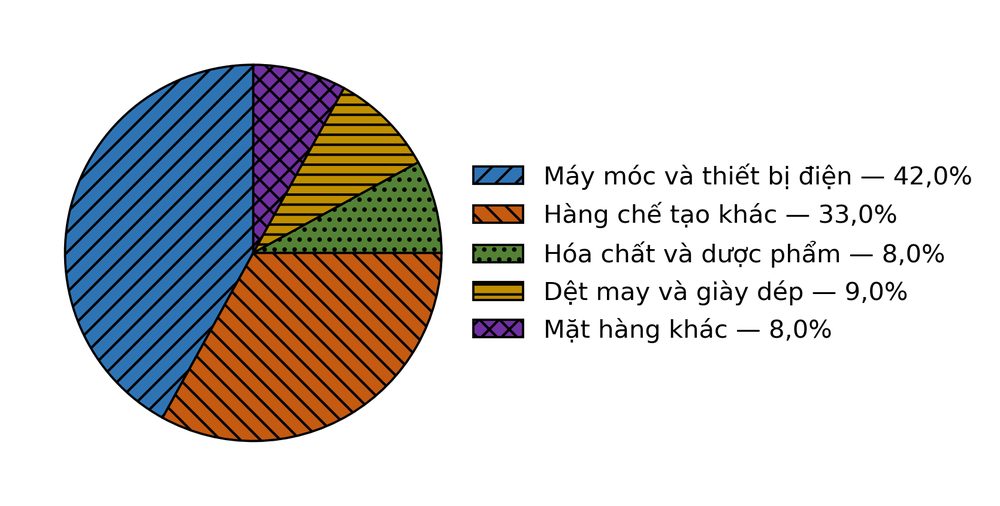 Máy móc và thiết bị điện — 42,0%
Hàng chế tạo khác — 33,0%
Hóa chất và dược phẩm — 8,0%
Dệt may và giày dép — 9,0%
Mặt hàng khác — 8,0%